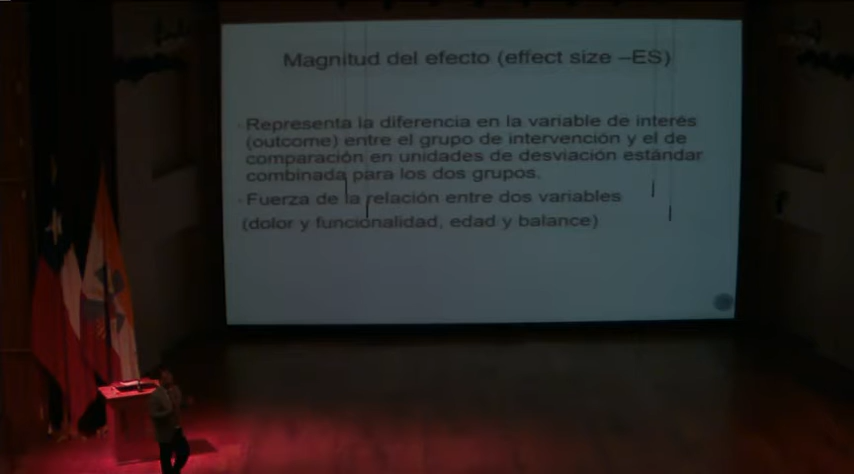 Magnitud del efecto (effect size –ES)
Representa la diferencia en la variable de interés
(outcome) entre el grupo de intervención y el de
comparación en unidades de desviación estándar
combinada para los dos grupos.
Fuerza de la relación entre dos variables
(dolor y funcionalidad, edad y balance)